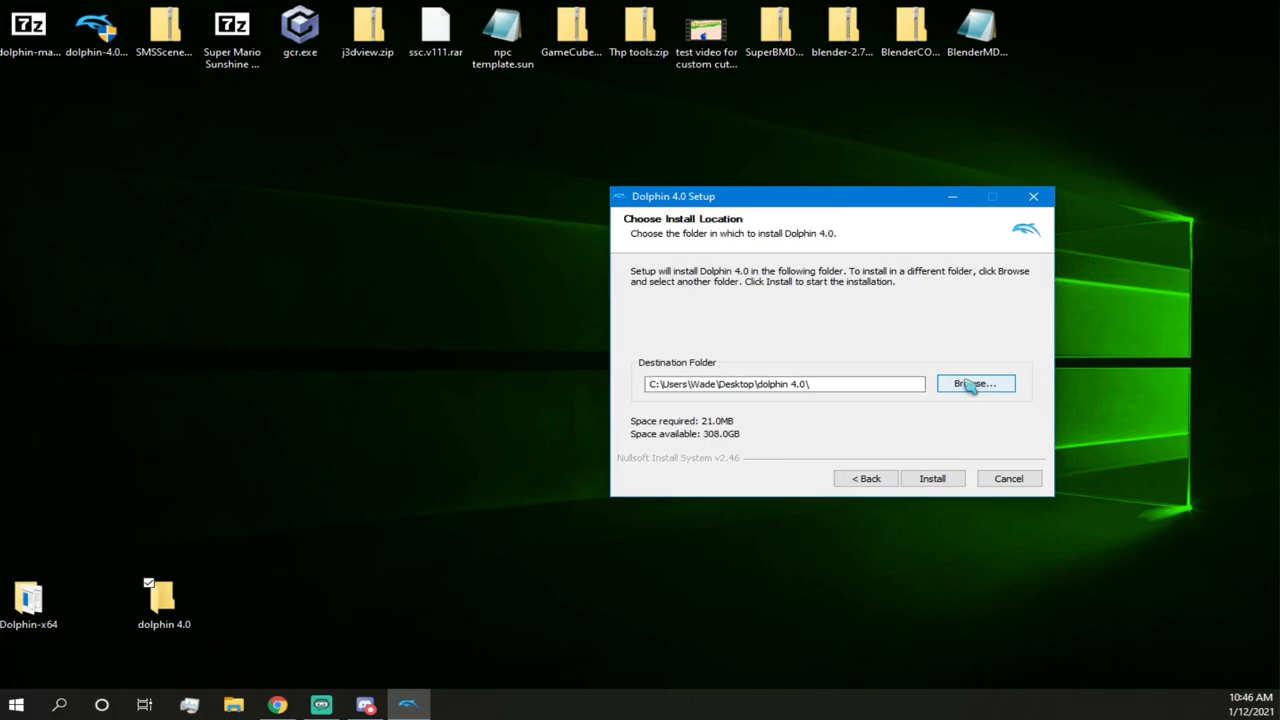 7z
7z
dolphin-ma...
dolphin-4.0...
SMSScene...
Super Mario
Sunshine ...
gcr.exe
j3dview.zip
ssc.v111.rar
npc
template.sun
GameCube...
Thp tools.zip
test video for
custom cut...
SuperBMD...
blender-2.7...
BlenderCO...
BlenderMD...
Dolphin 4.0 Setup
Choose Install Location
Choose the folder in which to install Dolphin 4.0.
Setup will install Dolphin 4.0 in the following folder. To install in a different folder, click Browse
and select another folder. Click Install to start the installation.
Destination Folder
C:\Users\Wade\Desktop\dolphin 4.0\
Browse...
Space required: 21.0MB
Space available: 308.0GB
Nullsoft Install System v2.46
< Back
Install
Cancel
Dolphin-x64
dolphin 4.0
10:46 AM
1/12/2021